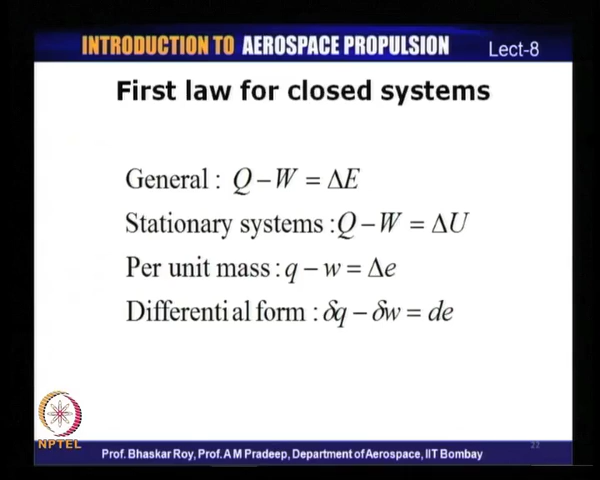 INTRODUCTION TO AEROSPACE PROPULSION Lect-8
First law for closed systems
General : Q – W = ΔE
Stationary systems : Q – W = ΔU
Per unit mass : q – w = Δe
Differential form : δq – δw = de
NPTEL
22
Prof. Bhaskar Roy, Prof. A M Pradeep, Department of Aerospace, IIT Bombay